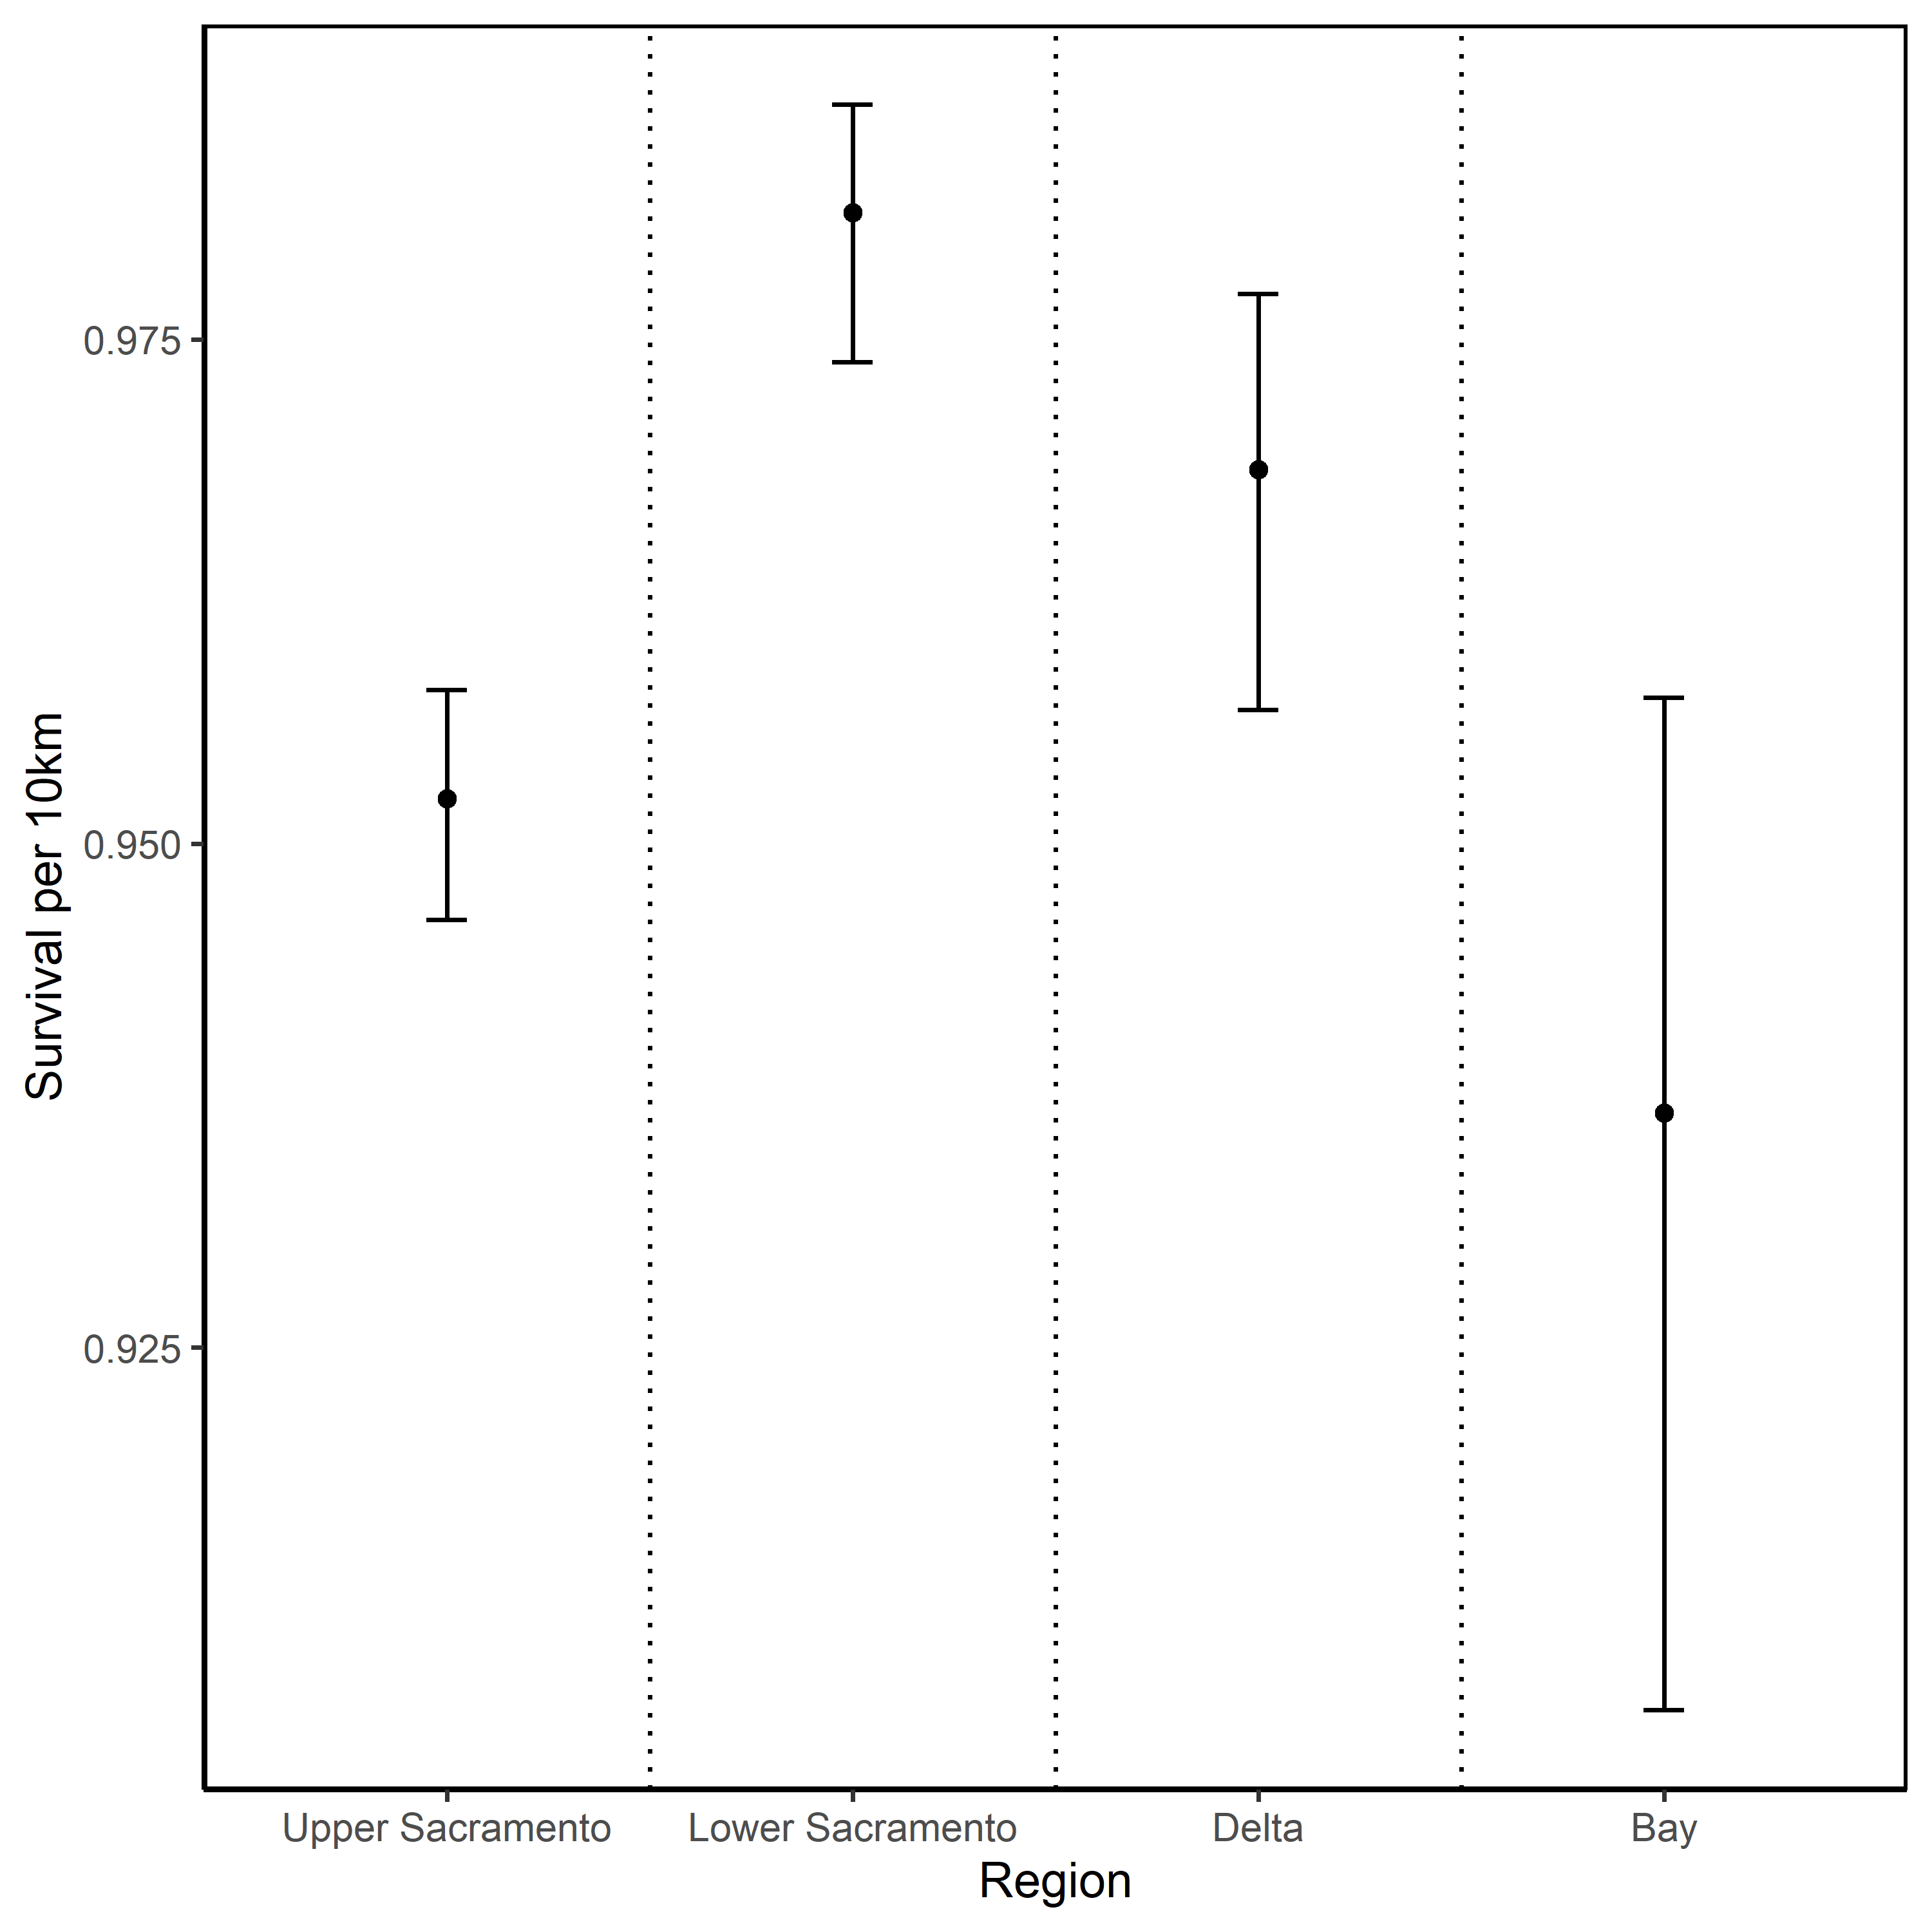 Survival per 10km
0.975
0.950
0.925
Upper Sacramento
Lower Sacramento
Delta
Bay
Region